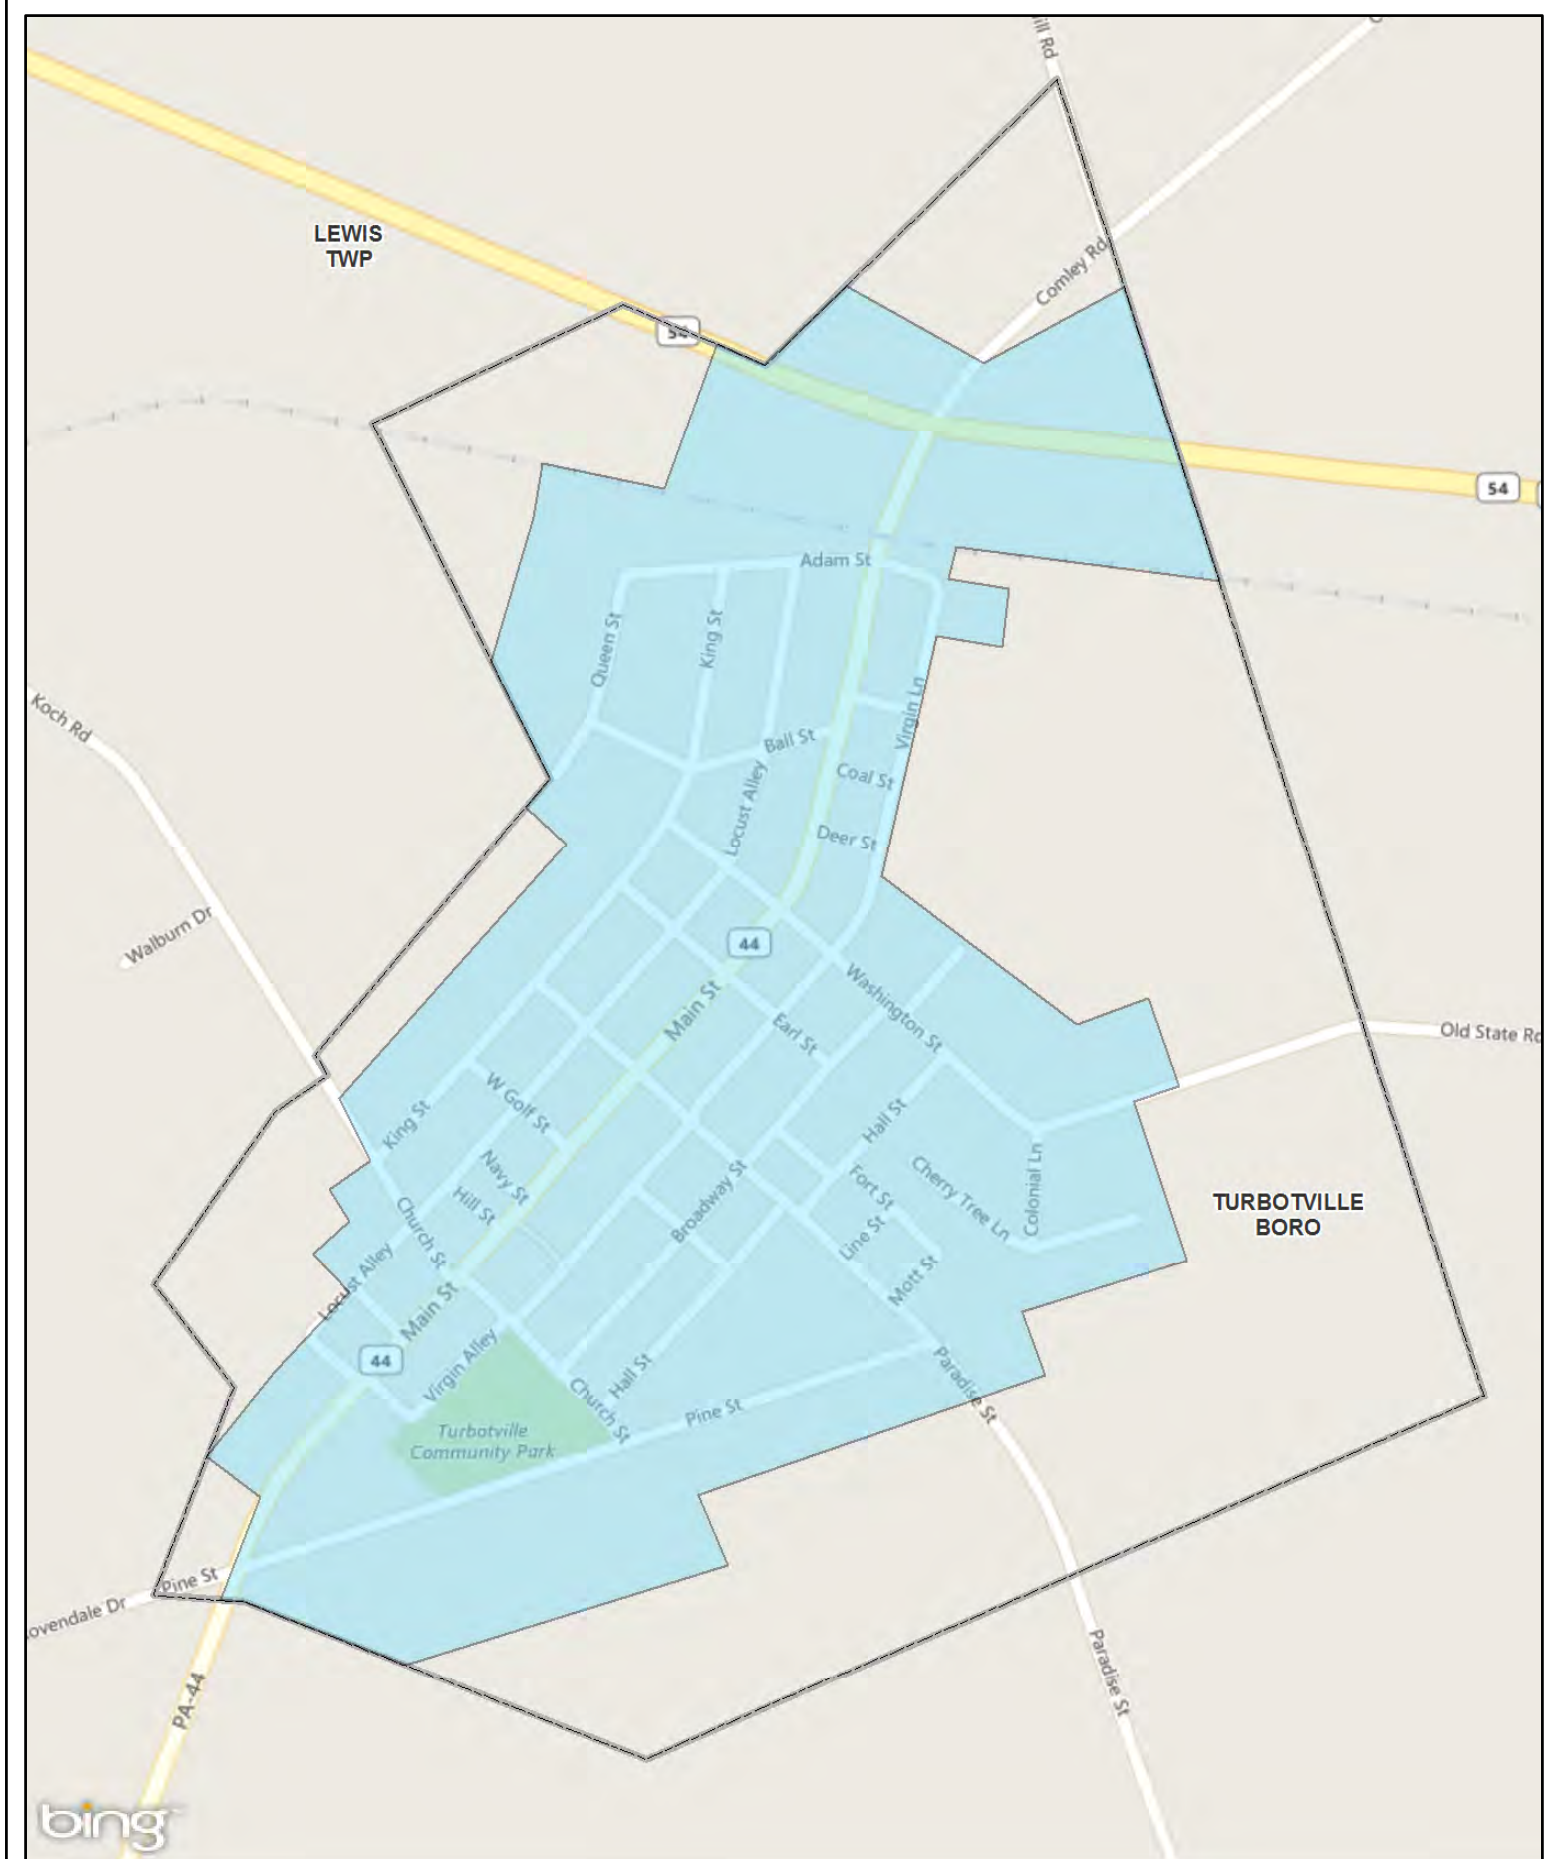 ill Rd
LEWIS
TWP
Comley Rd
54
54
Adam St
Queen St
King St
Virgin Ln
Koch Rd
Ball St
Locust Alley
Coal St
Deer St
Walburn Dr
44
Washington St
Main St
Earl St
Old State Rd
W Golf St
King St
Hall St
Navy St
Hill St
Broadway St
Fort St
Cherry Tree Ln
Colonial Ln
TURBOTVILLE
BORO
Church St
Line St
Locust Alley
Mott St
Main St
44
Virgin Alley
Hall St
Church St
Paradise St
Pine St
Turbotville
Community Park
Pine St
ovendale Dr
PA-44
Paradise St
bing